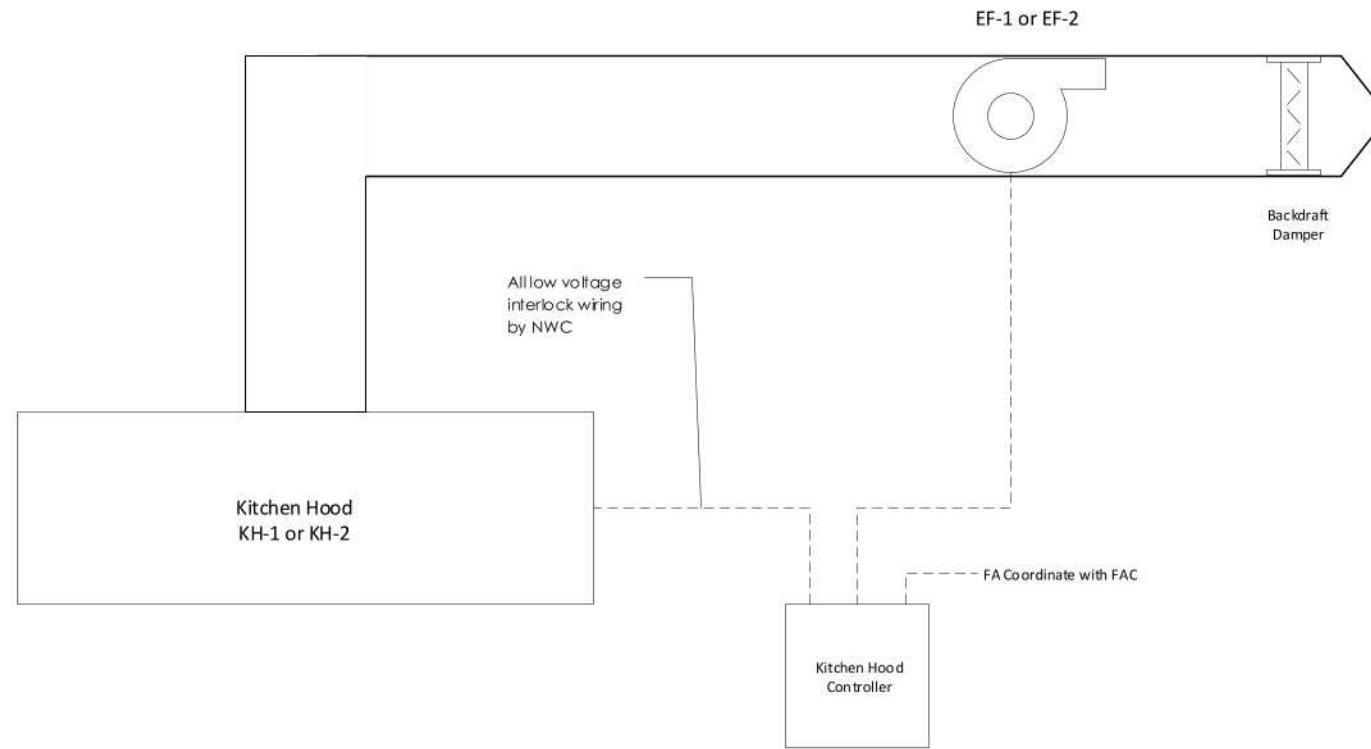 EF-1 or EF-2
Backdraft
Damper
All low voltage
interlock wiring
by NWC
Kitchen Hood
KH-1 or KH-2
FA Coordinate with FAC
Kitchen Hood
Controller